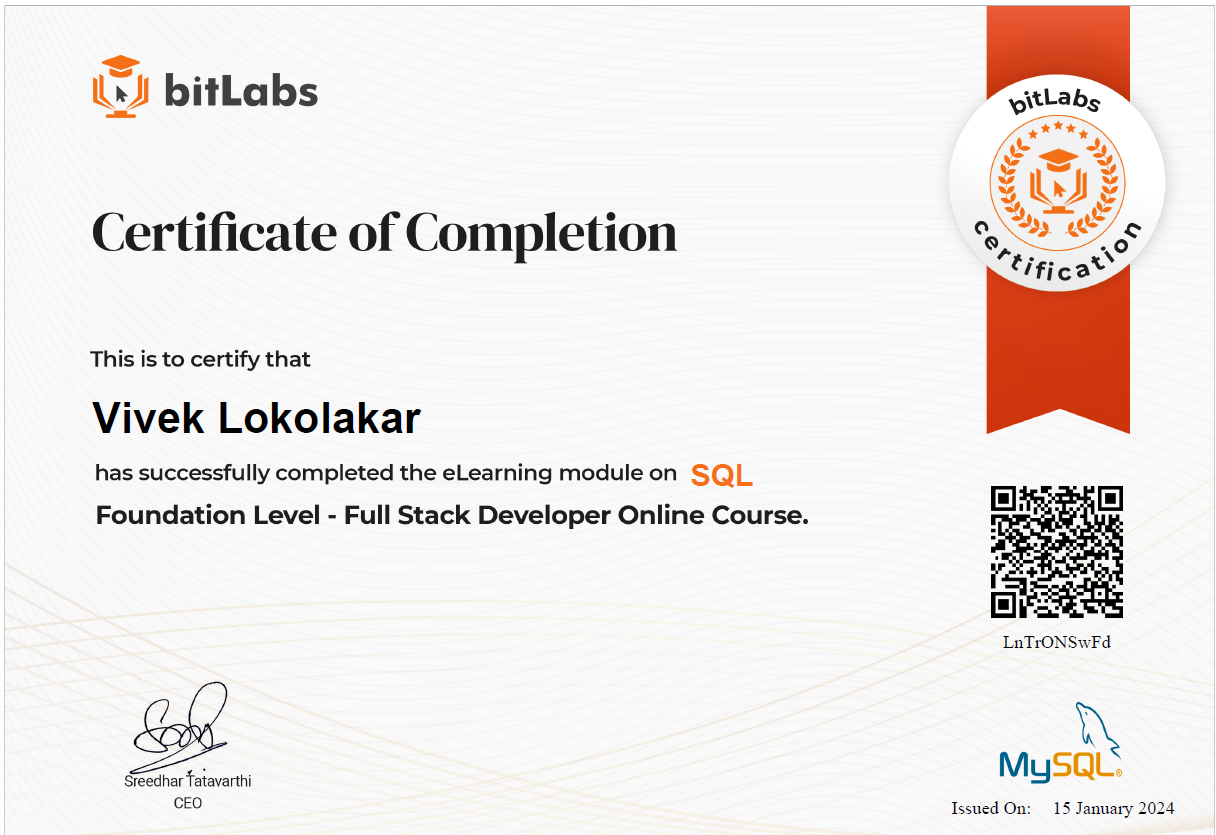 bitLabs
bitLabs
certification
Certificate of Completion
This is to certify that
Vivek Lokolakar
has successfully completed the eLearning module on SQL
Foundation Level - Full Stack Developer Online Course.
LnTrONSwFd
Sreedhar Tatavarthi
CEO
MySQL®
Issued On: 15 January 2024